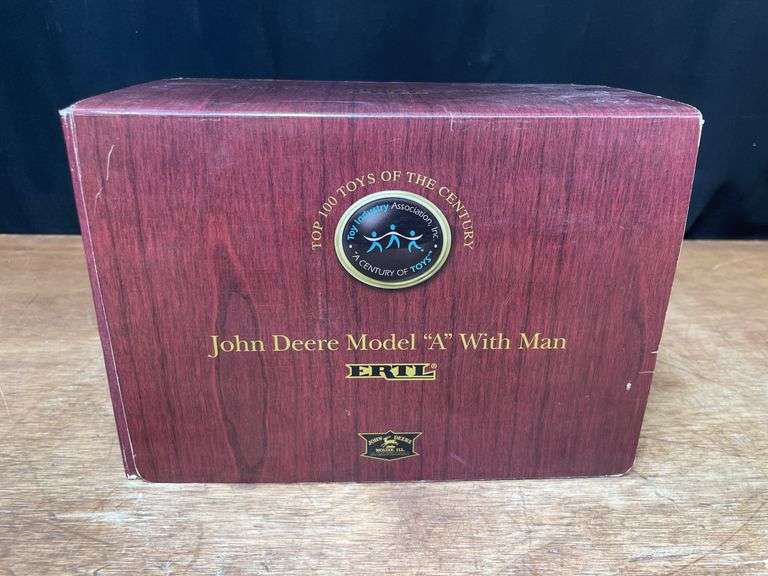 TOP 100 TOYS OF THE CENTURY
Toy Industry Association, Inc.
"A CENTURY OF TOYS"
John Deere Model "A" With Man
ERTL®
JOHN DEERE
MOLINE, ILL.